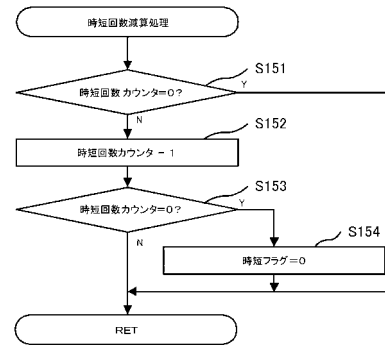 時短回数減算処理
S151
時短回数カウンタ=0?
Y
N
S152
時短回数カウンター 1
S153
時短回数カウンタ=0?
Y
N
S154
時短フラグ=0
RET